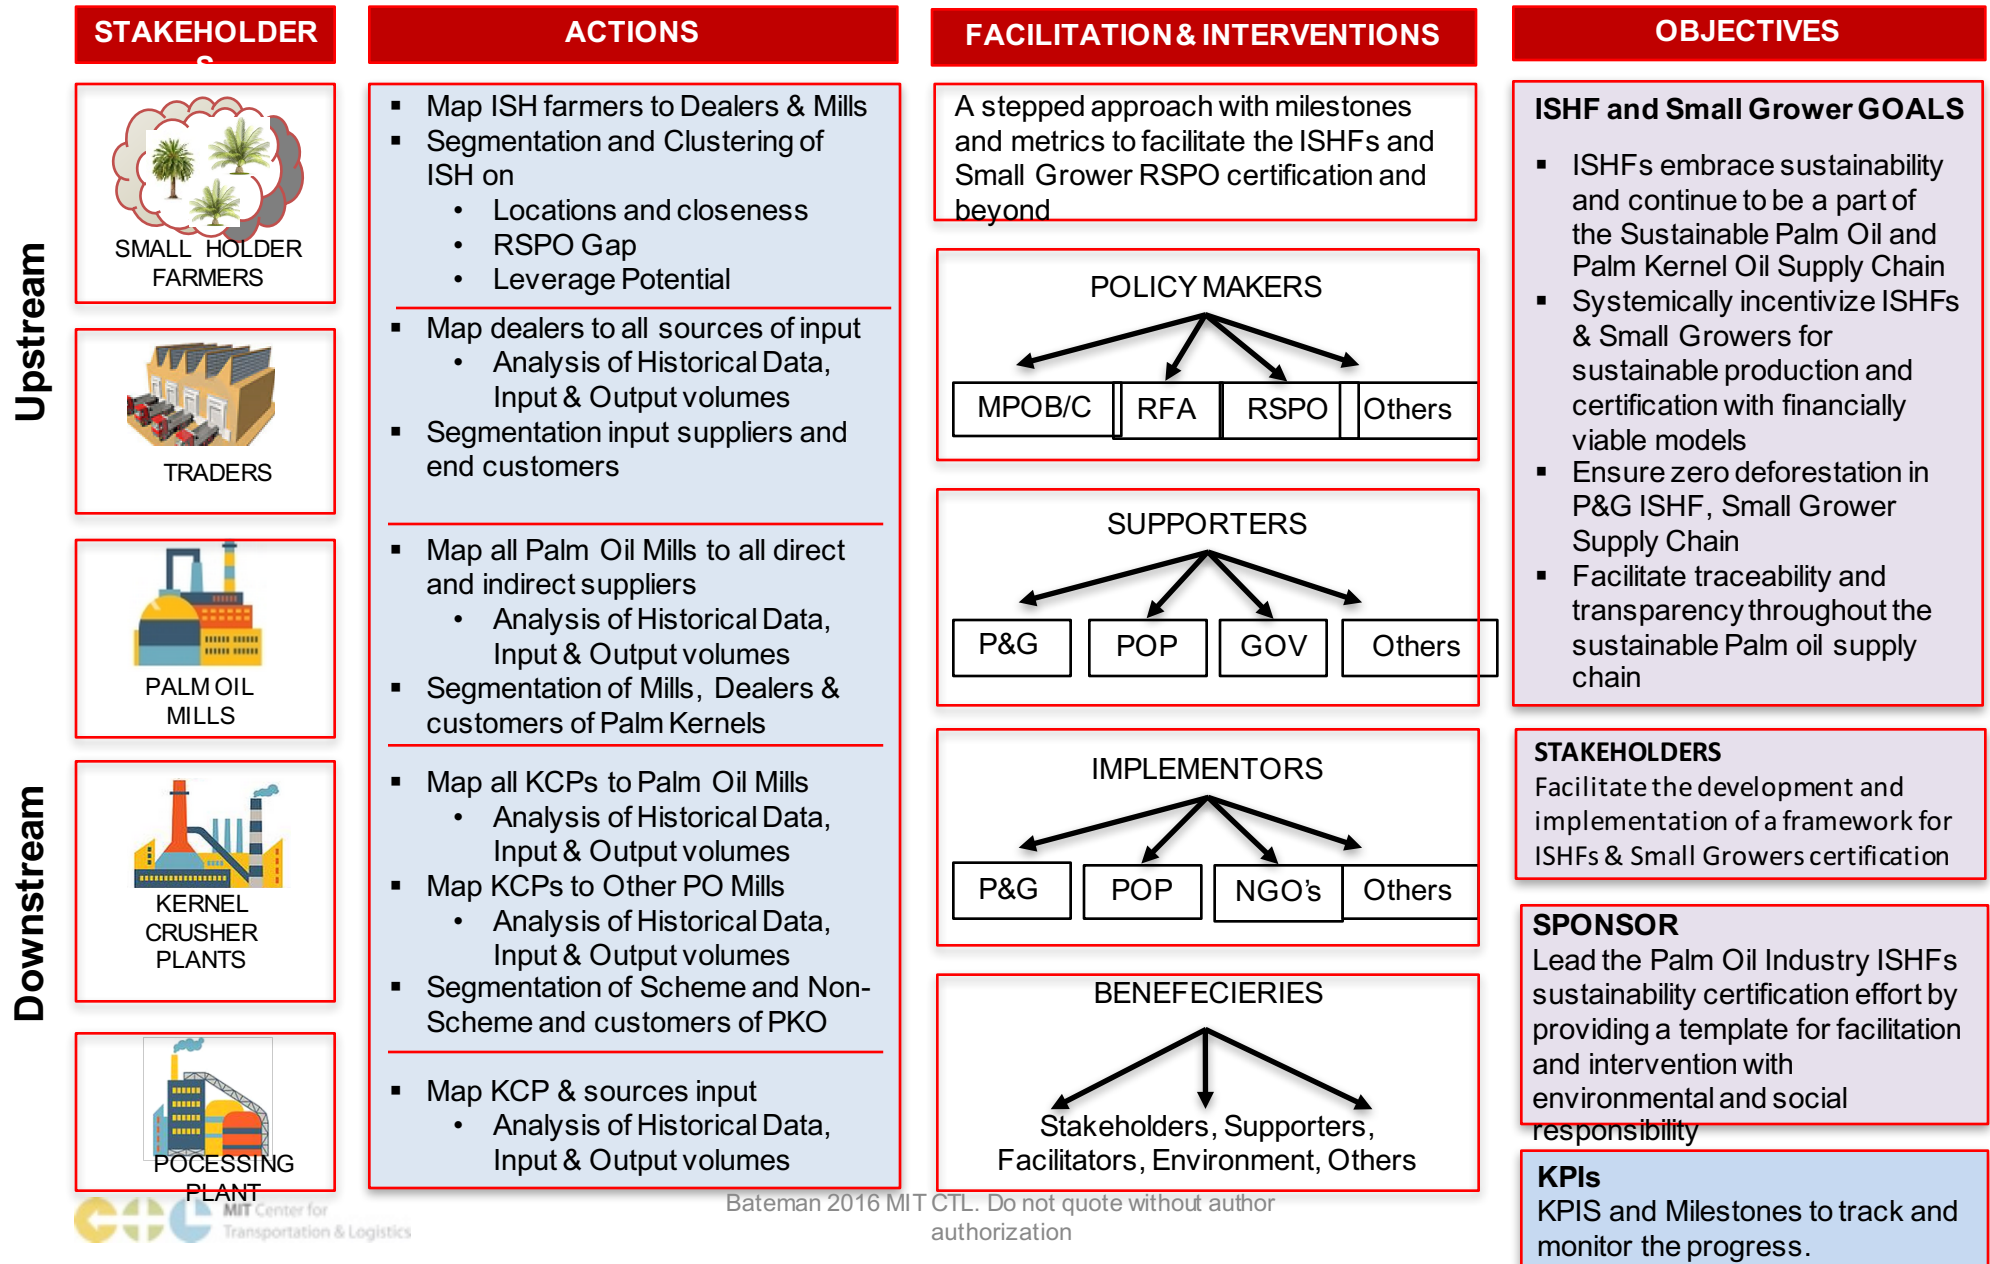 STAKEHOLDER
S
ACTIONS
FACILITATION & INTERVENTIONS
OBJECTIVES
Upstream
Downstream
SMALL HOLDER
FARMERS
TRADERS
PALM OIL
MILLS
KERNEL
CRUSHER
PLANTS
POCESSING
PLANT
▪ Map ISH farmers to Dealers & Mills
▪ Segmentation and Clustering of
ISH on
• Locations and closeness
• RSPO Gap
• Leverage Potential
▪ Map dealers to all sources of input
• Analysis of Historical Data,
Input & Output volumes
▪ Segmentation input suppliers and
end customers
▪ Map all Palm Oil Mills to all direct
and indirect suppliers
• Analysis of Historical Data,
Input & Output volumes
▪ Segmentation of Mills, Dealers &
customers of Palm Kernels
▪ Map all KCPs to Palm Oil Mills
• Analysis of Historical Data,
Input & Output volumes
▪ Map KCPs to Other PO Mills
• Analysis of Historical Data,
Input & Output volumes
▪ Segmentation of Scheme and Non-
Scheme and customers of PKO
▪ Map KCP & sources input
• Analysis of Historical Data,
Input & Output volumes
A stepped approach with milestones
and metrics to facilitate the ISHFs and
Small Grower RSPO certification and
beyond
POLICY MAKERS
MPOB/C RFA RSPO Others
SUPPORTERS
P&G POP GOV Others
IMPLEMENTORS
P&G POP NGO's Others
BENEFECIERIES
Stakeholders, Supporters,
Facilitators, Environment, Others
ISHF and Small Grower GOALS
▪ ISHFs embrace sustainability
and continue to be a part of
the Sustainable Palm Oil and
Palm Kernel Oil Supply Chain
▪ Systemically incentivize ISHFs
& Small Growers for
sustainable production and
certification with financially
viable models
▪ Ensure zero deforestation in
P&G ISHF, Small Grower
Supply Chain
▪ Facilitate traceability and
transparency throughout the
sustainable Palm oil supply
chain
STAKEHOLDERS
Facilitate the development and
implementation of a framework for
ISHFs & Small Growers certification
SPONSOR
Lead the Palm Oil Industry ISHFs
sustainability certification effort by
providing a template for facilitation
and intervention with
environmental and social
responsibility
KPIs
KPIS and Milestones to track and
monitor the progress.
MIT Center for
Transportation & Logistics
Bateman 2016 MIT CTL. Do not quote without author
authorization